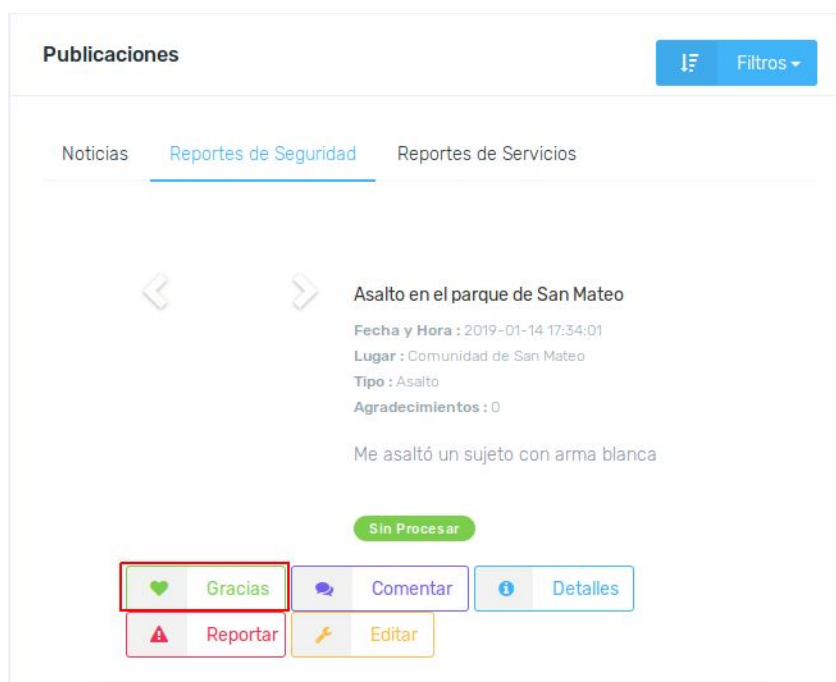 Publicaciones
Filtros
Noticias Reportes de Seguridad Reportes de Servicios
Asalto en el parque de San Mateo
Fecha y Hora : 2019-01-14 17:34:01
Lugar : Comunidad de San Mateo
Tipo : Asalto
Agradecimientos : 0
Me asaltó un sujeto con arma blanca
Sin Procesar
Gracias Comentar Detalles
Reportar Editar